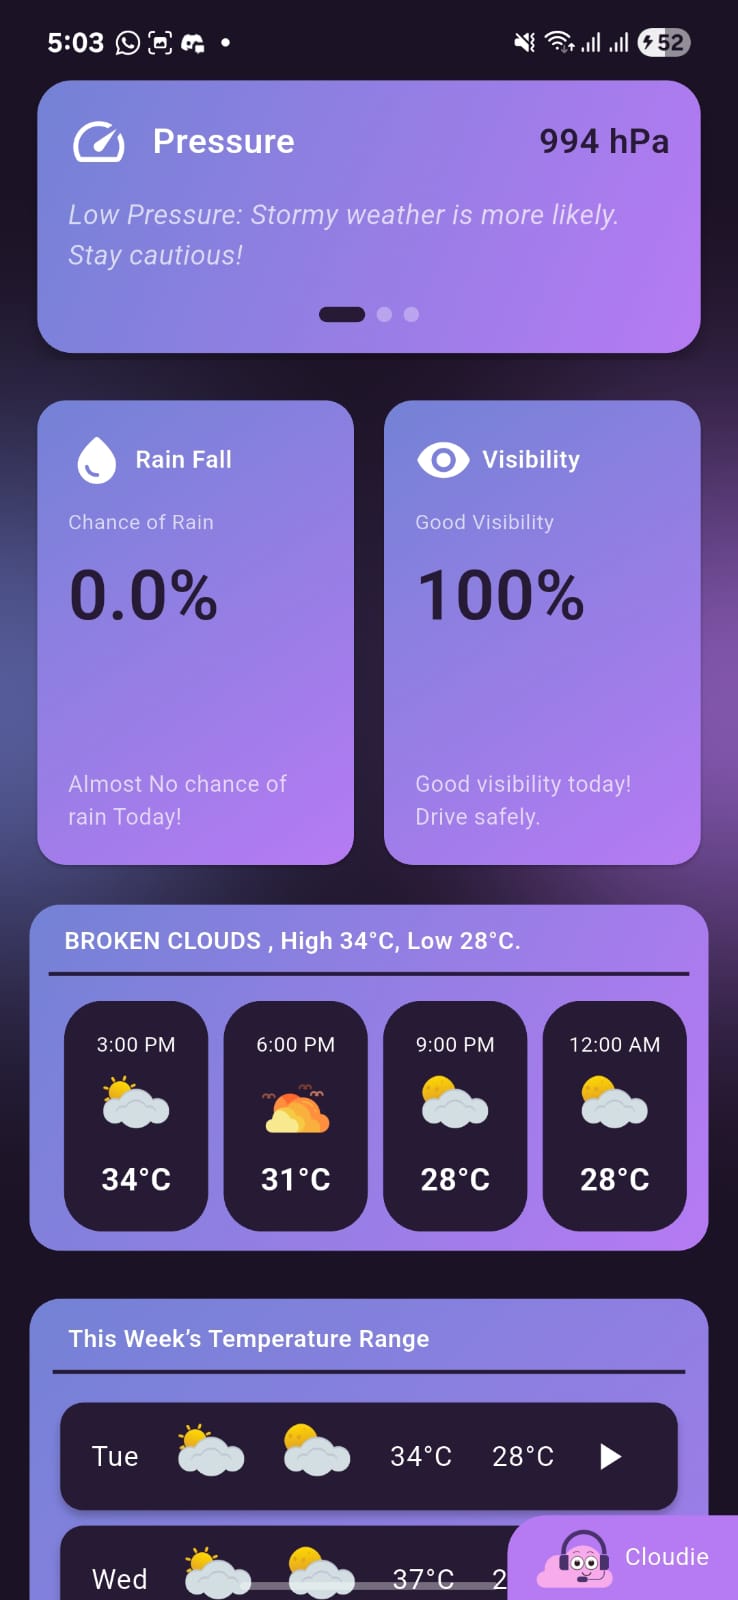 5:03
52
Pressure 994 hPa
Low Pressure: Stormy weather is more likely.
Stay cautious!
Rain Fall
Chance of Rain
0.0%
Almost No chance of
rain Today!
Visibility
Good Visibility
100%
Good visibility today!
Drive safely.
BROKEN CLOUDS , High 34°C, Low 28°C.
3:00 PM 6:00 PM 9:00 PM 12:00 AM
34°C 31°C 28°C 28°C
This Week’s Temperature Range
Tue 34°C 28°C
Wed 37°C 2
Cloudie